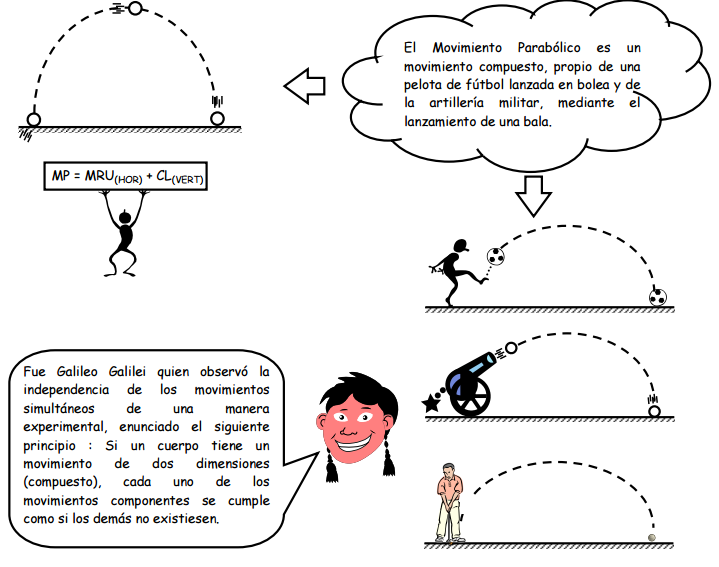 El Movimiento Parabólico es un
movimiento compuesto, propio de una
pelota de fútbol lanzada en bolea y de
la artillería militar, mediante el
lanzamiento de una bala.
MP = MRU(HOR) + CL(VERT)
Fue Galileo Galilei quien observó la
independencia de los movimientos
simultáneos de una manera
experimental, enunciado el siguiente
principio : Si un cuerpo tiene un
movimiento de dos dimensiones
(compuesto), cada uno de los
movimientos componentes se cumple
como si los demás no existiesen.